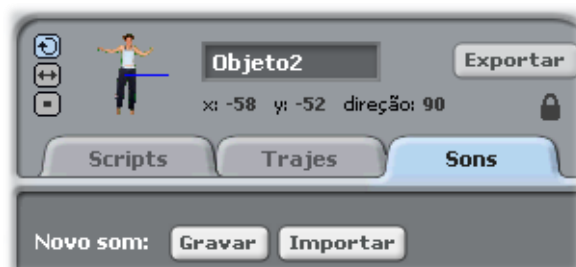 Objeto2
Exportar
x: -58 y: -52 direção: 90
Scripts Trajes Sons
Novo som: Gravar Importar